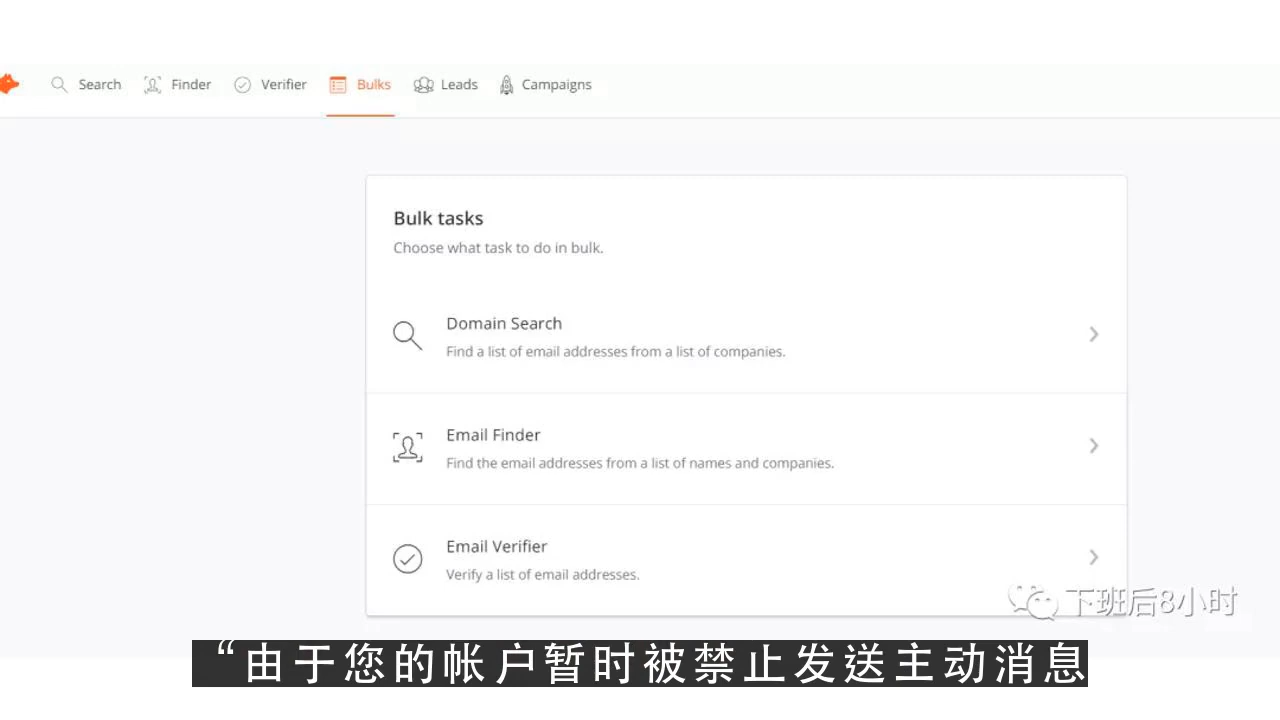 Search Finder Verifier Bulks Leads Campaigns
Bulk tasks
Choose what task to do in bulk.
Domain Search
Find a list of email addresses from a list of companies.
Email Finder
Find the email addresses from a list of names and companies.
Email Verifier
Verify a list of email addresses.
下班后8小时
“由于您的帐户暂时被禁止发送主动消息